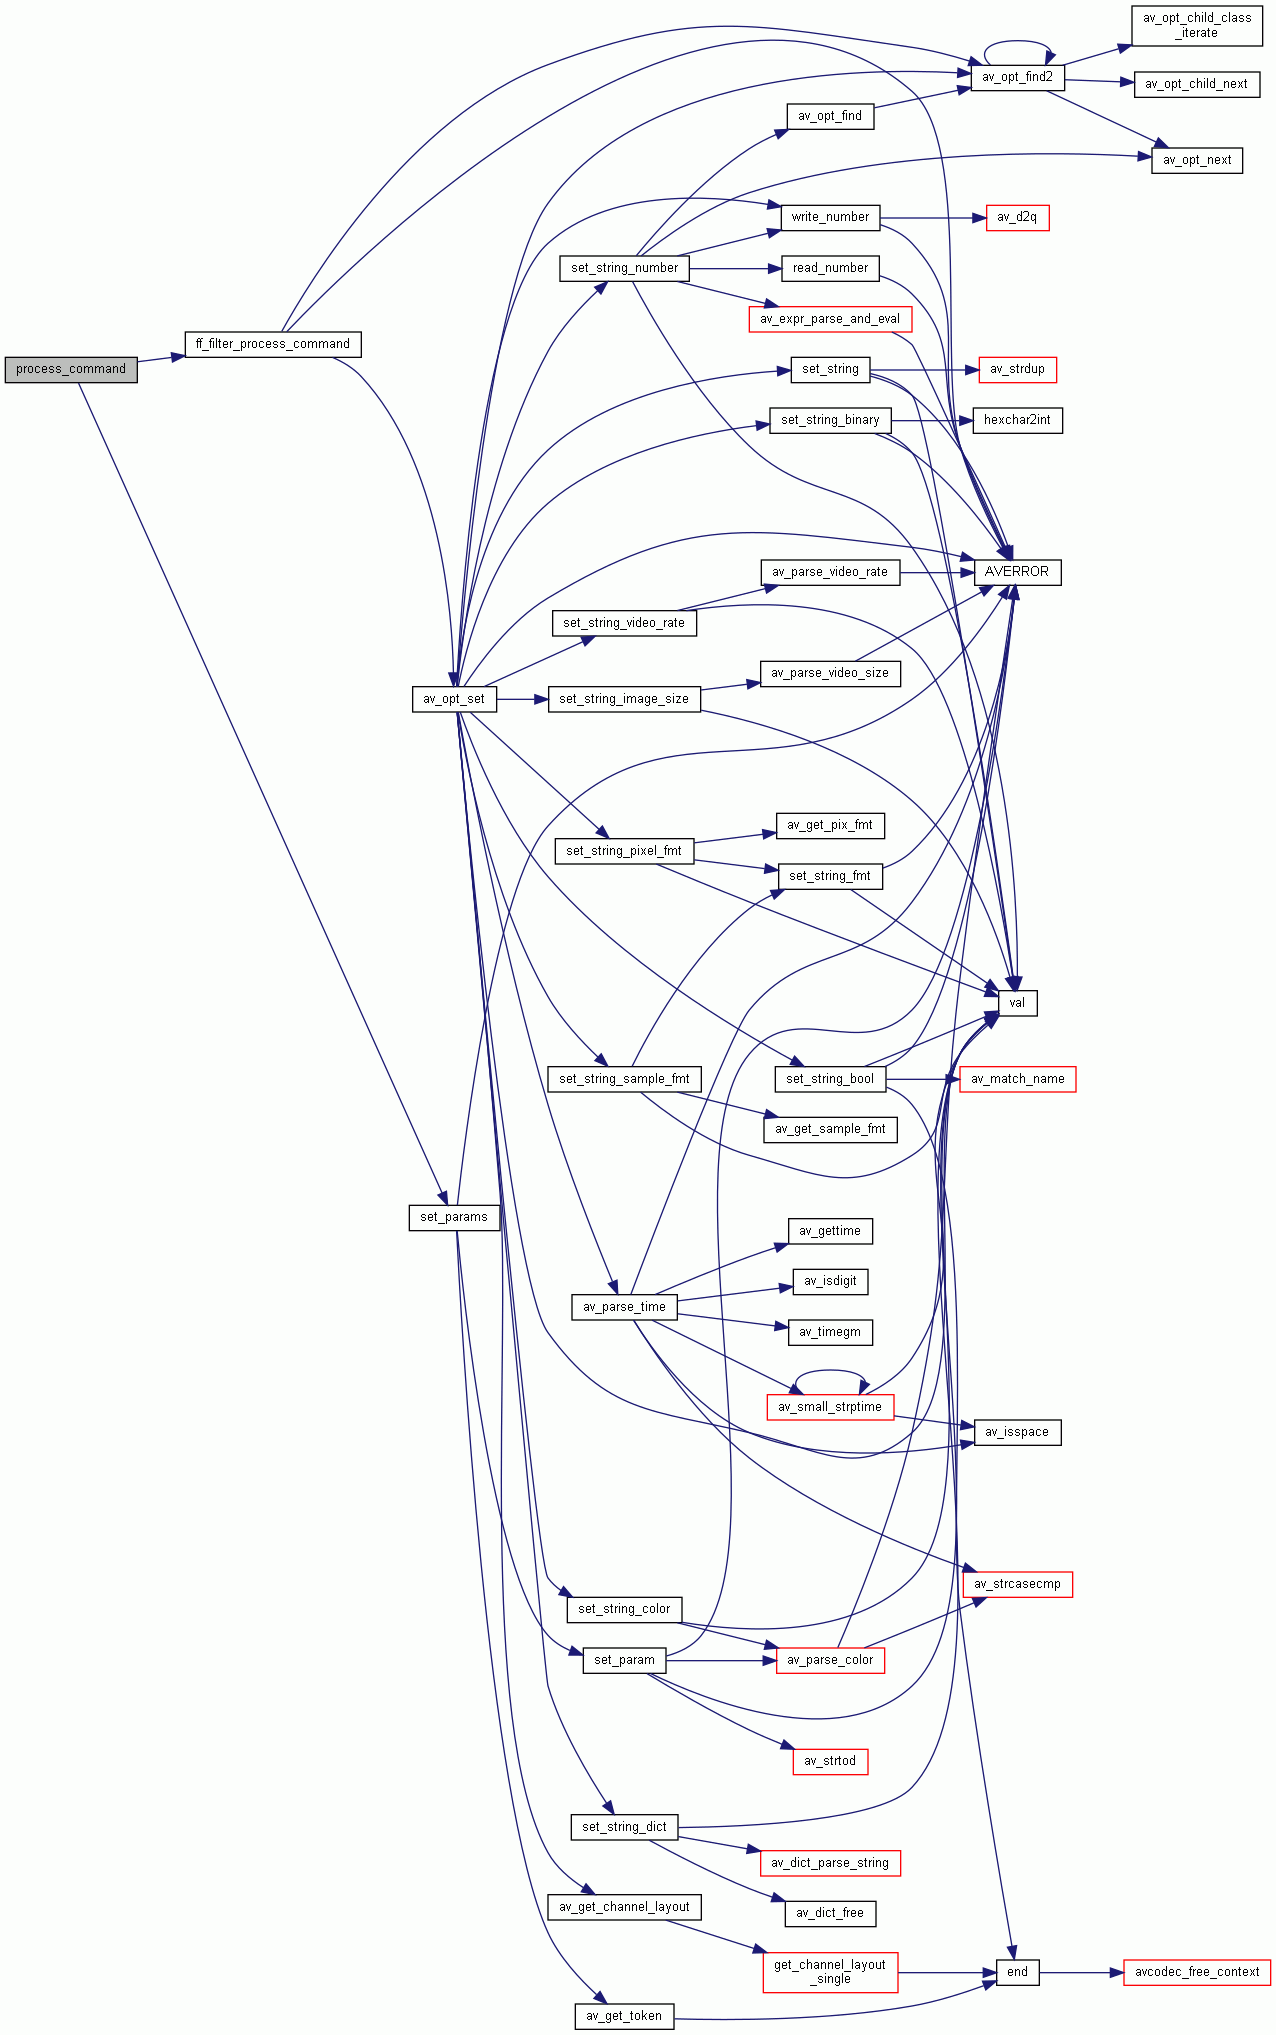 av_opt_child_class
_iterate
av_opt_find2
av_opt_child_next
av_opt_find
av_opt_next
write_number
av_d2q
set_string_number
read_number
av_expr_parse_and_eval
ff_filter_process_command
process_command
set_string
av_strdup
set_string_binary
hexchar2int
av_parse_video_rate
AVERROR
set_string_video_rate
av_parse_video_size
av_opt_set
set_string_image_size
av_get_pix_fmt
set_string_pixel_fmt
set_string_fmt
val
set_string_sample_fmt
set_string_bool
av_match_name
av_get_sample_fmt
set_params
av_gettime
av_isdigit
av_parse_time
av_timegm
av_small_strptime
av_isspace
av_strcasecmp
set_string_color
set_param
av_parse_color
av_strtod
set_string_dict
av_dict_parse_string
av_get_channel_layout
av_dict_free
get_channel_layout
_single
end
avcodec_free_context
av_get_token